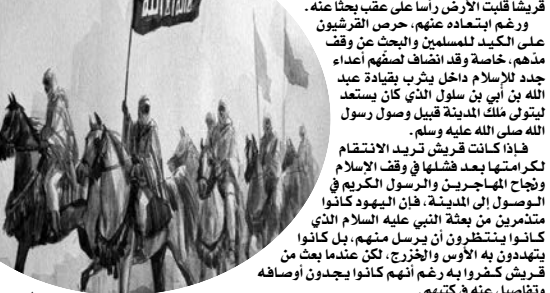 قريشا قلبت الأرض رأسا على عقب بحثا عنه.
ورغم ابتعاده عنهم، حرص القرشيون
على الكيد للمسلمين والبحث عن وقف
مدّهم، خاصة وقد انضاف لصفّهم أعداء
جدد للإسلام داخل يثرب بقيادة عبد
الله بن أبي بن سلول الذي كان يستعد
ليتولى مُلك المدينة قبيل وصول رسول
الله صلى الله عليه وسلم.
فإذا كانت قريش تريد الانتقام
لكرامتها بعد فشلها في وقف الإسلام
ونجاح المهاجرين والرسول الكريم في
الوصول إلى المدينة، فإن اليهود كانوا
متذمرين من بعثة النبي عليه السلام الذي
كانوا ينتظرون أن يرسل منهم، بل كانوا
يتهددون به الأوس والخزرج، لكن عندما بعث من
قريش كفروا به رغم أنهم كانوا يجدون أوصافه
وتفاصيل عنه في كتبهم.